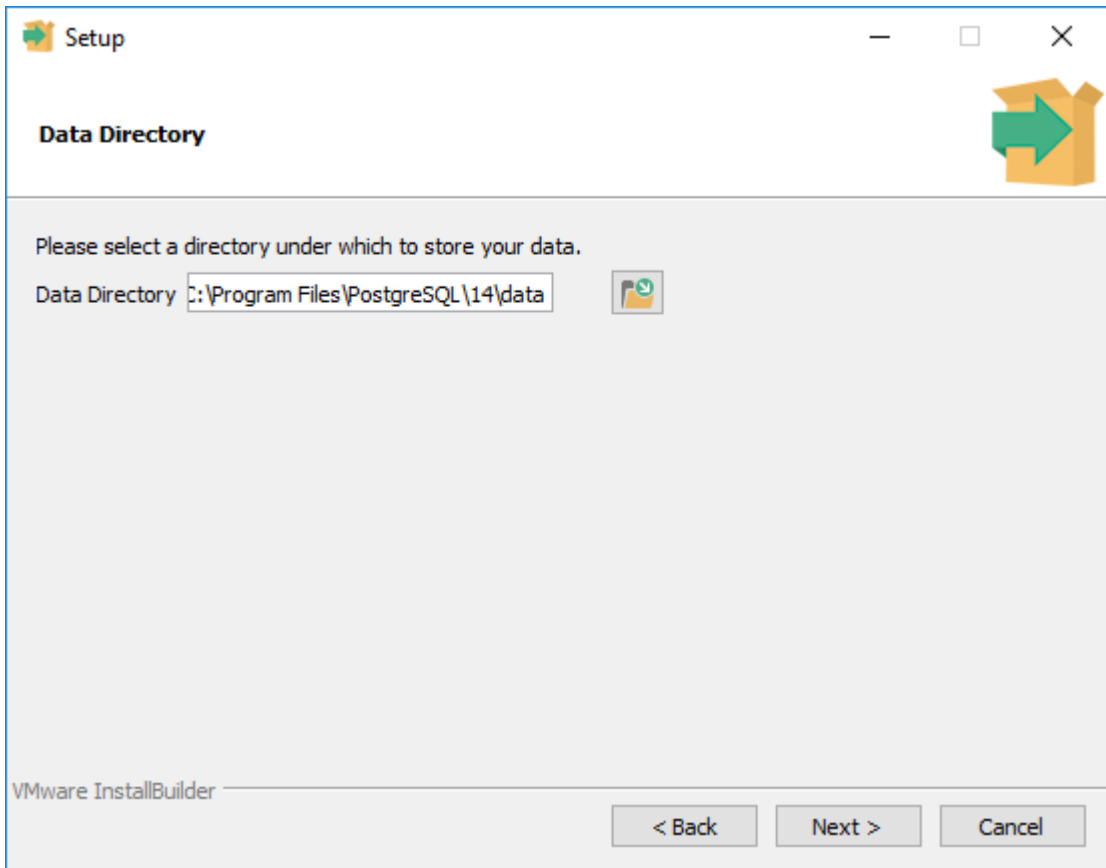 Setup
Data Directory
Please select a directory under which to store your data.
Data Directory C:\Program Files\PostgreSQL\14\data
VMware InstallBuilder
< Back Next > Cancel